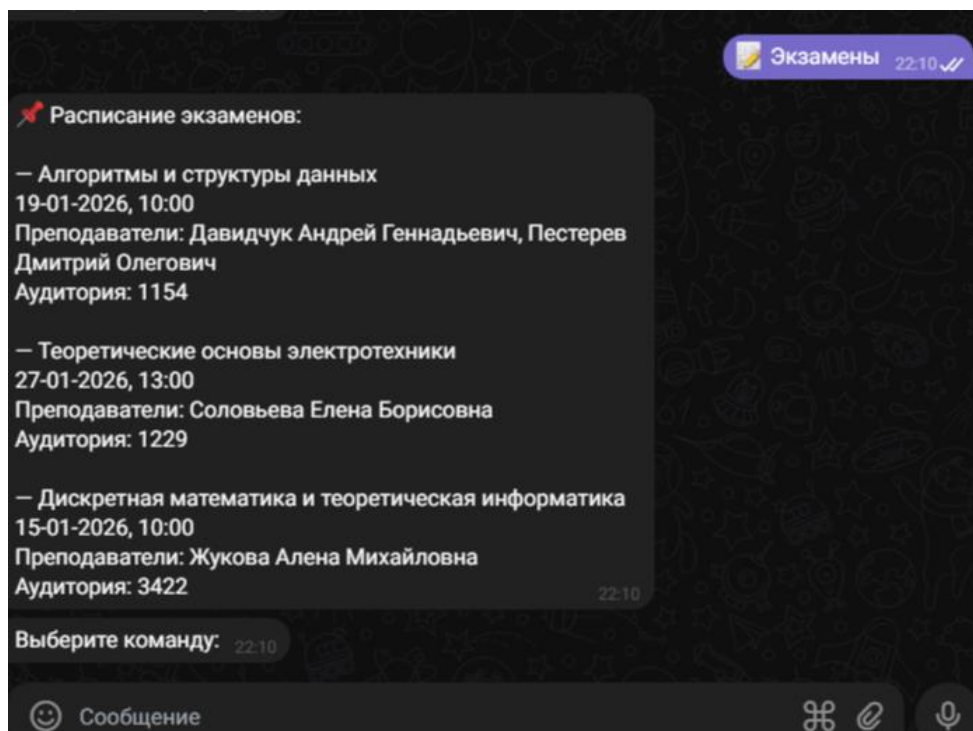 Экзамены 22:10
Расписание экзаменов:
— Алгоритмы и структуры данных
19-01-2026, 10:00
Преподаватели: Давидчук Андрей Геннадьевич, Пестерев
Дмитрий Олегович
Аудитория: 1154
— Теоретические основы электротехники
27-01-2026, 13:00
Преподаватели: Соловьева Елена Борисовна
Аудитория: 1229
— Дискретная математика и теоретическая информатика
15-01-2026, 10:00
Преподаватели: Жукова Алена Михайловна
Аудитория: 3422
22:10
Выберите команду: 22:10
Сообщение